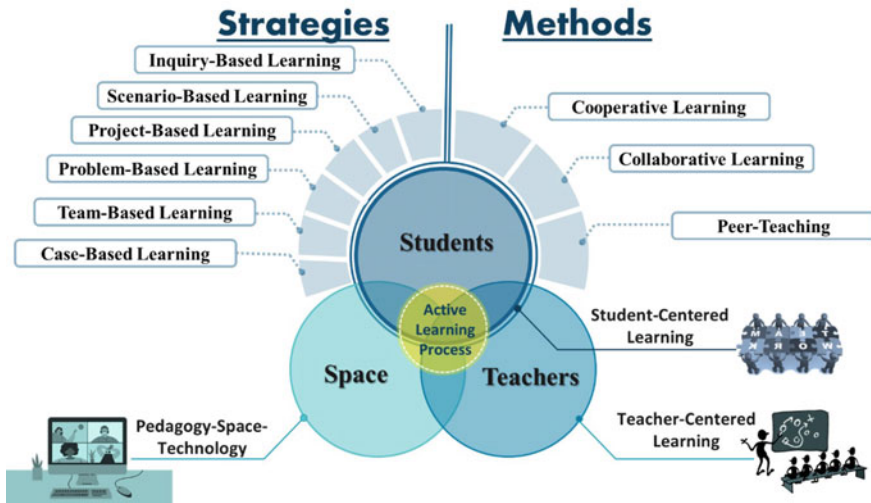 Strategies
Methods
Inquiry-Based Learning
Scenario-Based Learning
Project-Based Learning
Problem-Based Learning
Team-Based Learning
Case-Based Learning
Cooperative Learning
Collaborative Learning
Peer-Teaching
Students
Active
Learning
Process
Space
Teachers
Student-Centered
Learning
Teacher-Centered
Learning
Pedagogy-Space-
Technology
TEAM
WORK